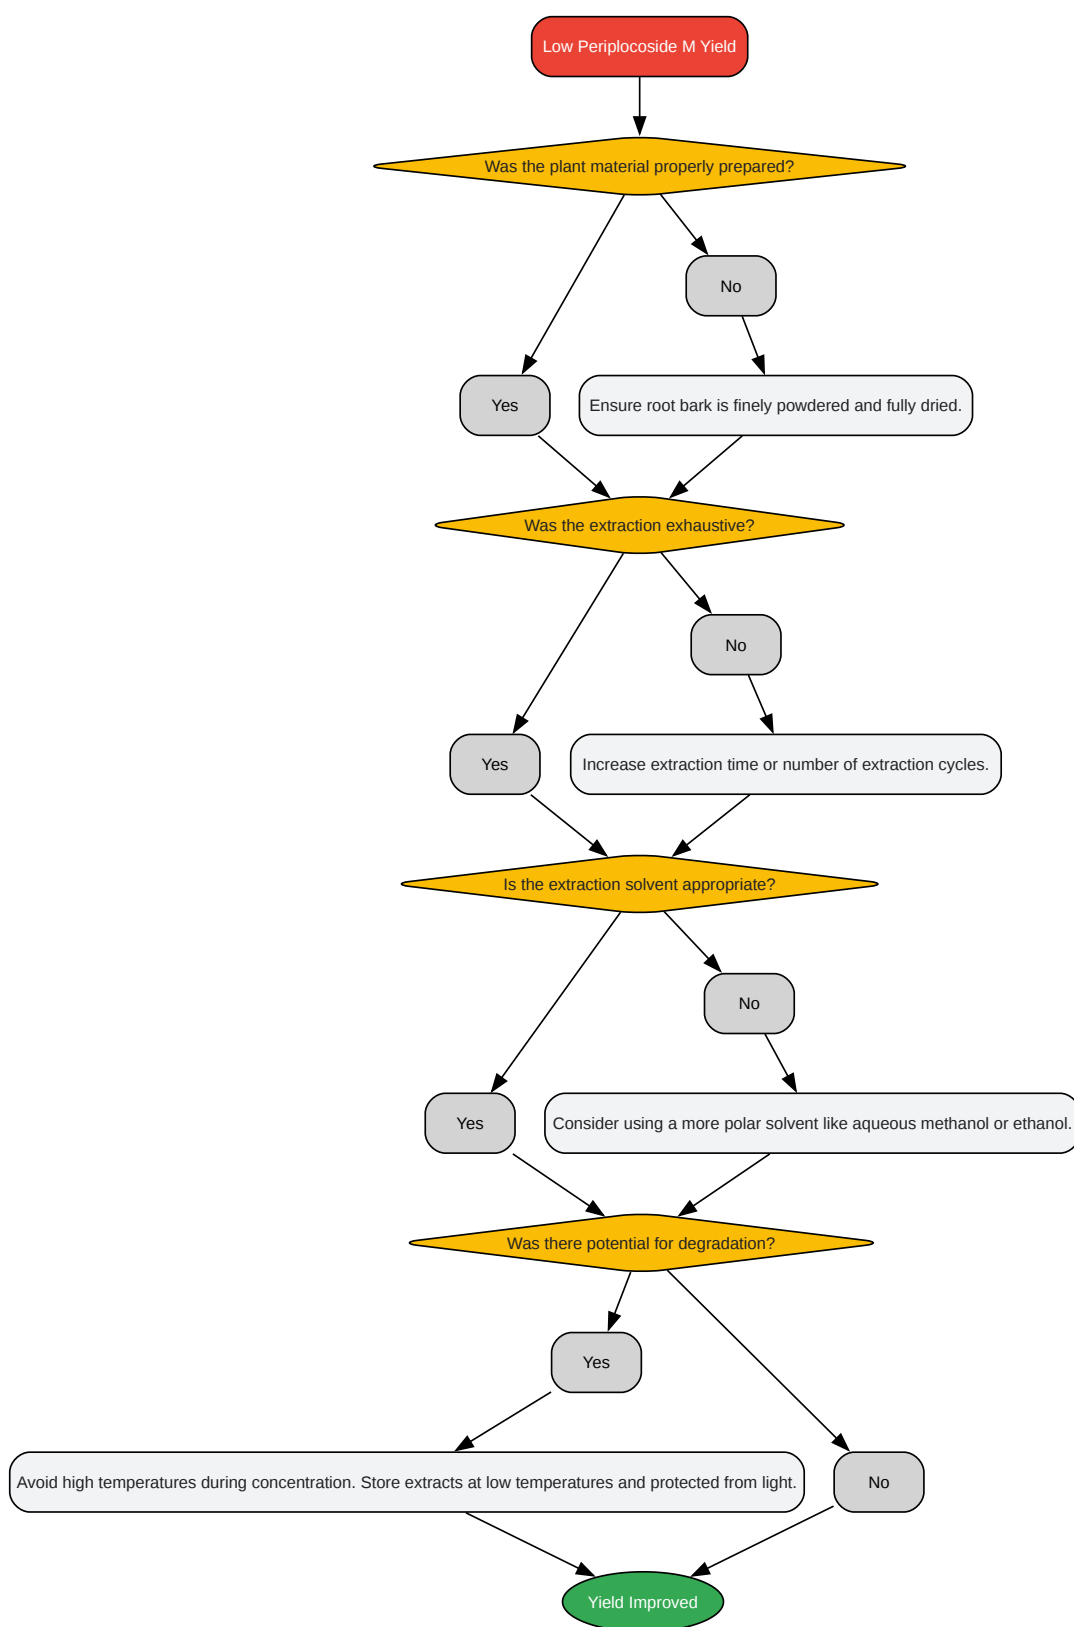 Low Periplocoside M Yield
Was the plant material properly prepared?
No
Yes
Ensure root bark is finely powdered and fully dried.
Was the extraction exhaustive?
No
Yes
Increase extraction time or number of extraction cycles.
Is the extraction solvent appropriate?
No
Yes
Consider using a more polar solvent like aqueous methanol or ethanol.
Was there potential for degradation?
Yes
Avoid high temperatures during concentration. Store extracts at low temperatures and protected from light.
No
Yield Improved